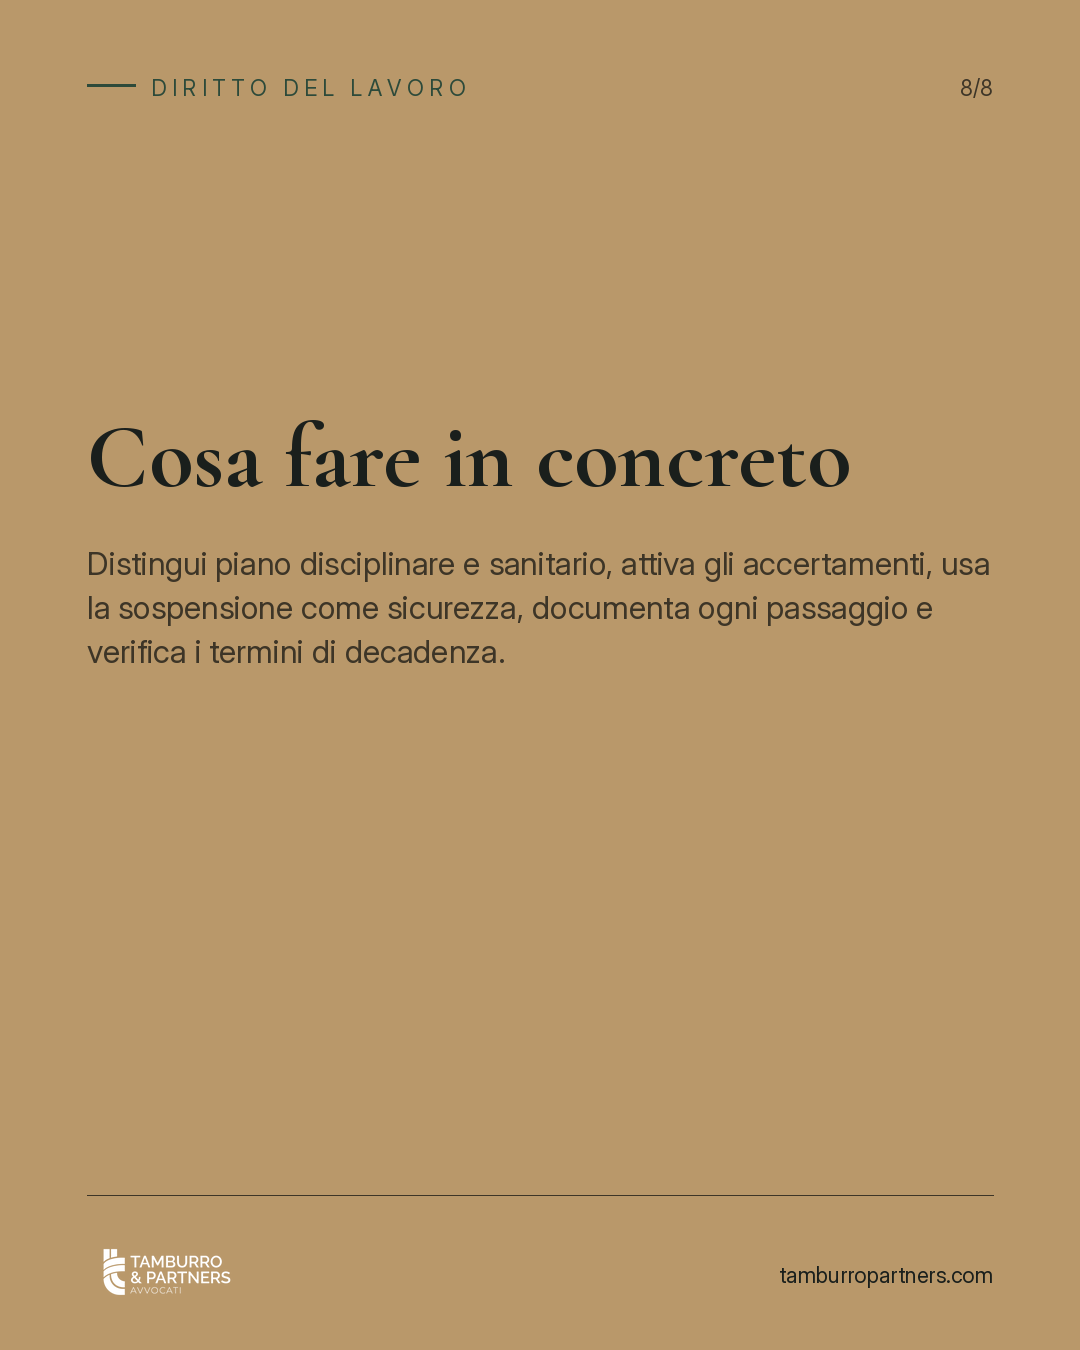 DIRITTO DEL LAVORO
8/8
Cosa fare in concreto
Distingui piano disciplinare e sanitario, attiva gli accertamenti, usa
la sospensione come sicurezza, documenta ogni passaggio e
verifica i termini di decadenza.
TAMBURRO
& PARTNERS
AVVOCATI
tamburropartners.com